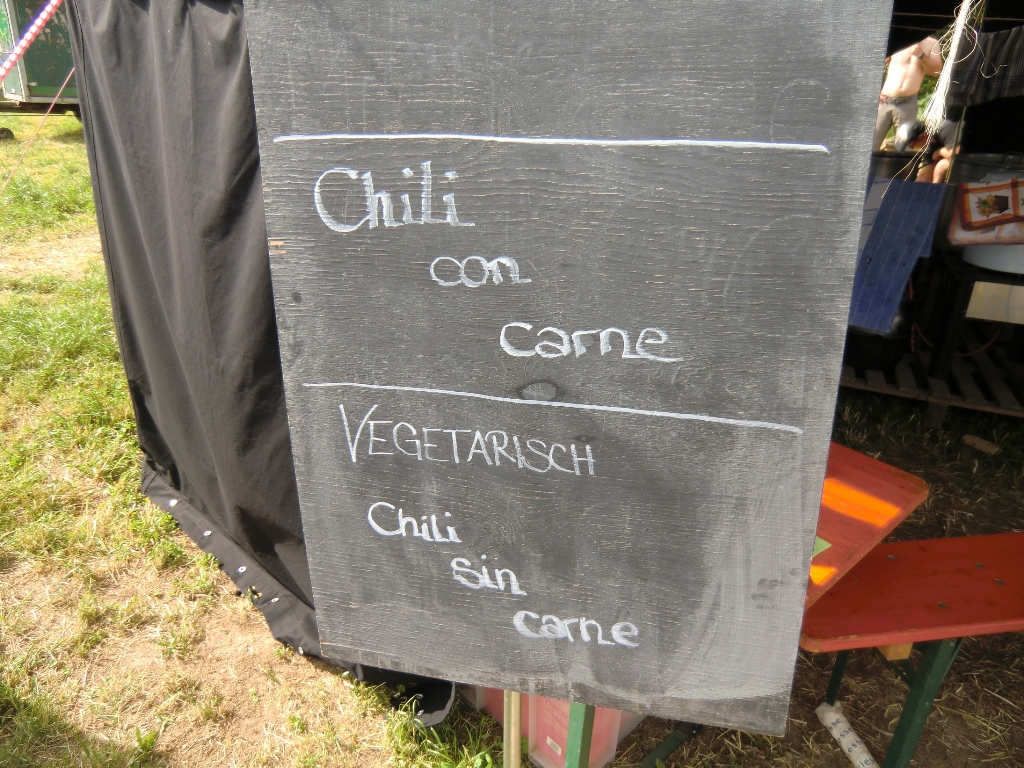 Chili
con
carne
VEGETARISCH
Chili
sin
carne